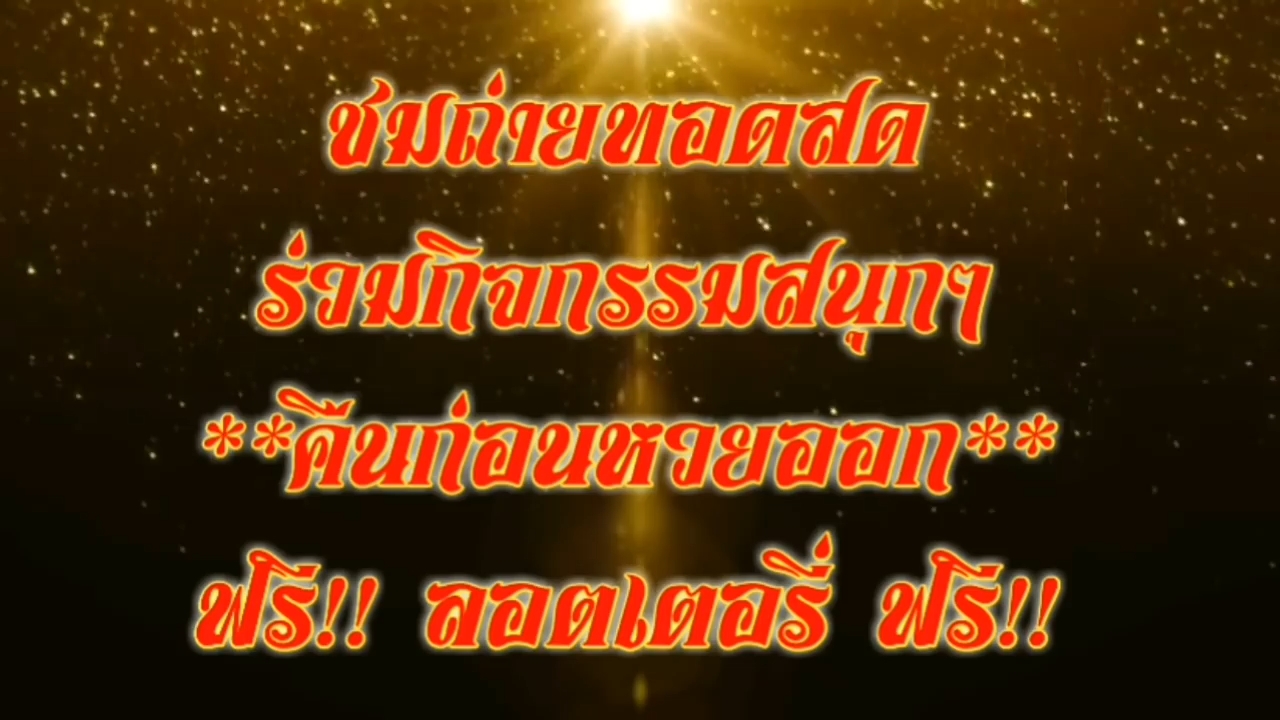 ชมถ่ายทอดสด
ร่วมกิจกรรมสนุกๆ
**คืนก่อนหวยออก**
ฟรี!! ลอตเตอรี่ ฟรี!!